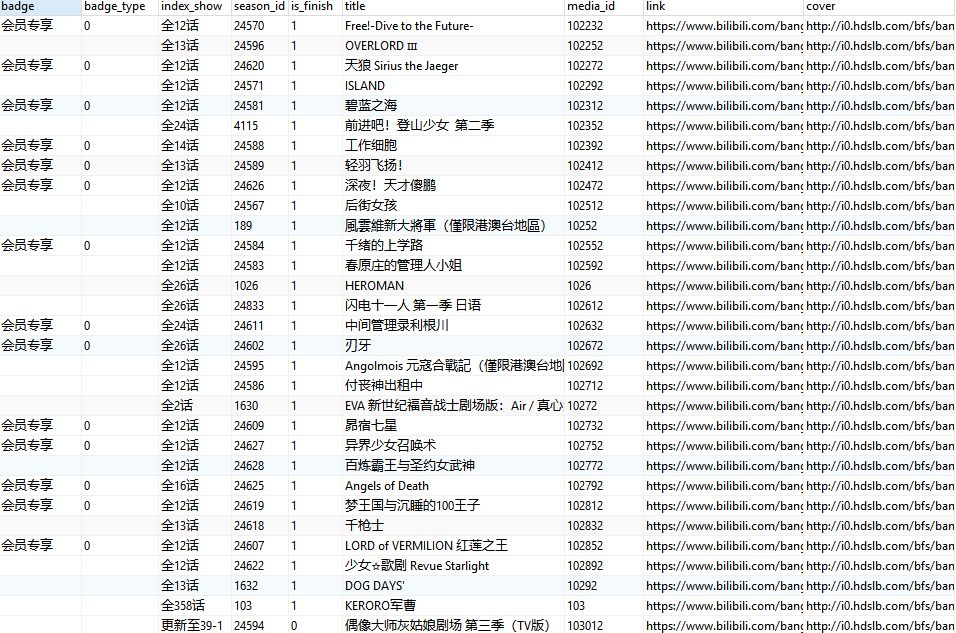 badge badge_type index_show season_id is_finish title media_id link cover
会员专享 0 全12话 24570 1 Free!-Dive to the Future- 102232 https://www.bilibili.com/bang http://i0.hdslb.com/bfs/ban
全13话 24596 1 OVERLORD III 102252 https://www.bilibili.com/bang http://i0.hdslb.com/bfs/ban
会员专享 0 全12话 24620 1 天狼 Sirius the Jaeger 102272 https://www.bilibili.com/bang http://i0.hdslb.com/bfs/ban
全12话 24571 1 ISLAND 102292 https://www.bilibili.com/bang http://i0.hdslb.com/bfs/ban
会员专享 0 全12话 24581 1 碧蓝之海 102312 https://www.bilibili.com/bang http://i0.hdslb.com/bfs/ban
全24话 4115 1 前进吧！登山少女 第二季 102352 https://www.bilibili.com/bang http://i0.hdslb.com/bfs/ban
会员专享 0 全14话 24588 1 工作细胞 102392 https://www.bilibili.com/bang http://i0.hdslb.com/bfs/ban
会员专享 0 全13话 24589 1 轻羽飞扬！ 102412 https://www.bilibili.com/bang http://i0.hdslb.com/bfs/ban
会员专享 0 全12话 24626 1 深夜！天才傻鹏 102472 https://www.bilibili.com/bang http://i0.hdslb.com/bfs/ban
全10话 24567 1 后街女孩 102512 https://www.bilibili.com/bang http://i0.hdslb.com/bfs/ban
全12话 189 1 風雲維新大將軍（僅限港澳台地區） 10252 https://www.bilibili.com/bang http://i0.hdslb.com/bfs/ban
会员专享 0 全12话 24584 1 千绪的上学路 102552 https://www.bilibili.com/bang http://i0.hdslb.com/bfs/ban
全12话 24583 1 春原庄的管理人小姐 102592 https://www.bilibili.com/bang http://i0.hdslb.com/bfs/ban
全26话 1026 1 HEROMAN 1026 https://www.bilibili.com/bang http://i0.hdslb.com/bfs/ban
全26话 24833 1 闪电十一人 第一季 日语 102612 https://www.bilibili.com/bang http://i0.hdslb.com/bfs/ban
会员专享 0 全24话 24611 1 中间管理录利根川 102632 https://www.bilibili.com/bang http://i0.hdslb.com/bfs/ban
会员专享 0 全26话 24602 1 刃牙 102672 https://www.bilibili.com/bang http://i0.hdslb.com/bfs/ban
全12话 24595 1 Angolmois 元寇合戰記（僅限港澳台地 102692 https://www.bilibili.com/bang http://i0.hdslb.com/bfs/ban
全12话 24586 1 付丧神出租中 102712 https://www.bilibili.com/bang http://i0.hdslb.com/bfs/ban
全2话 1630 1 EVA 新世纪福音战士剧场版：Air / 真心 10272 https://www.bilibili.com/bang http://i0.hdslb.com/bfs/ban
会员专享 0 全12话 24609 1 昴宿七星 102732 https://www.bilibili.com/bang http://i0.hdslb.com/bfs/ban
会员专享 0 全12话 24627 1 异界少女召唤术 102752 https://www.bilibili.com/bang http://i0.hdslb.com/bfs/ban
全12话 24628 1 百炼霸王与圣约女武神 102772 https://www.bilibili.com/bang http://i0.hdslb.com/bfs/ban
会员专享 0 全16话 24625 1 Angels of Death 102792 https://www.bilibili.com/bang http://i0.hdslb.com/bfs/ban
会员专享 0 全12话 24619 1 梦王国与沉睡的100王子 102812 https://www.bilibili.com/bang http://i0.hdslb.com/bfs/ban
全13话 24618 1 千枪士 102832 https://www.bilibili.com/bang http://i0.hdslb.com/bfs/ban
会员专享 0 全12话 24607 1 LORD of VERMILION 红莲之王 102852 https://www.bilibili.com/bang http://i0.hdslb.com/bfs/ban
全12话 24622 1 少女☆歌剧 Revue Starlight 102892 https://www.bilibili.com/bang http://i0.hdslb.com/bfs/ban
全13话 1632 1 DOG DAYS' 10292 https://www.bilibili.com/bang http://i0.hdslb.com/bfs/ban
全358话 103 1 KERORO军曹 103 https://www.bilibili.com/bang http://i0.hdslb.com/bfs/ban
更新至39-1 24594 0 偶像大师灰姑娘剧场 第三季（TV版） 103012 https://www.bilibili.com/bang http://i0.hdslb.com/bfs/ban